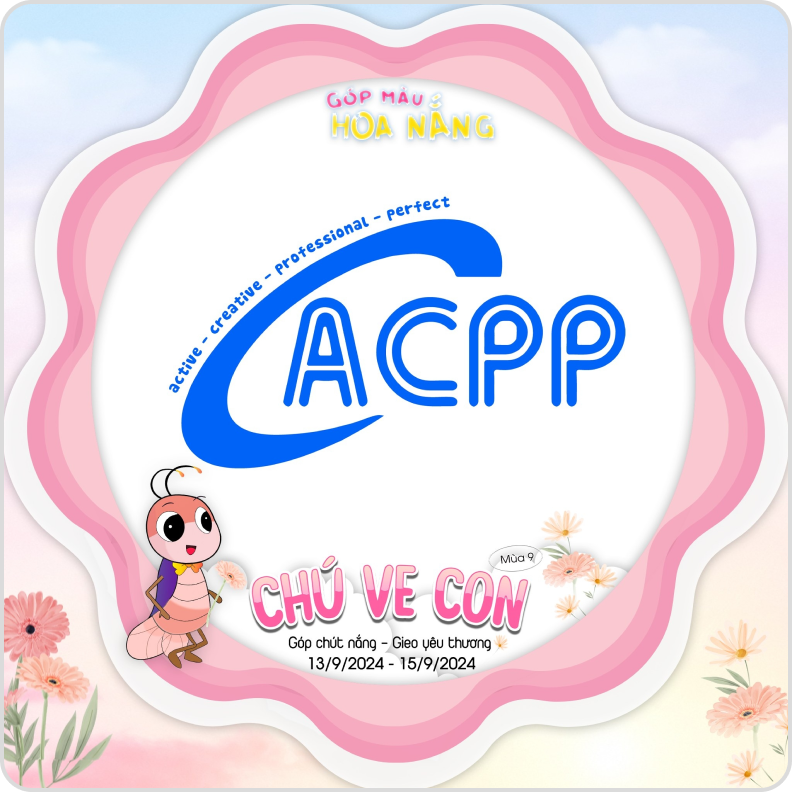 GÓP MÀU
HOA NẮNG
active - creative - professional - perfect
ACPP
Mùa 9
CHÚ VE CON
Góp chút nắng - Gieo yêu thương
13/9/2024 - 15/9/2024